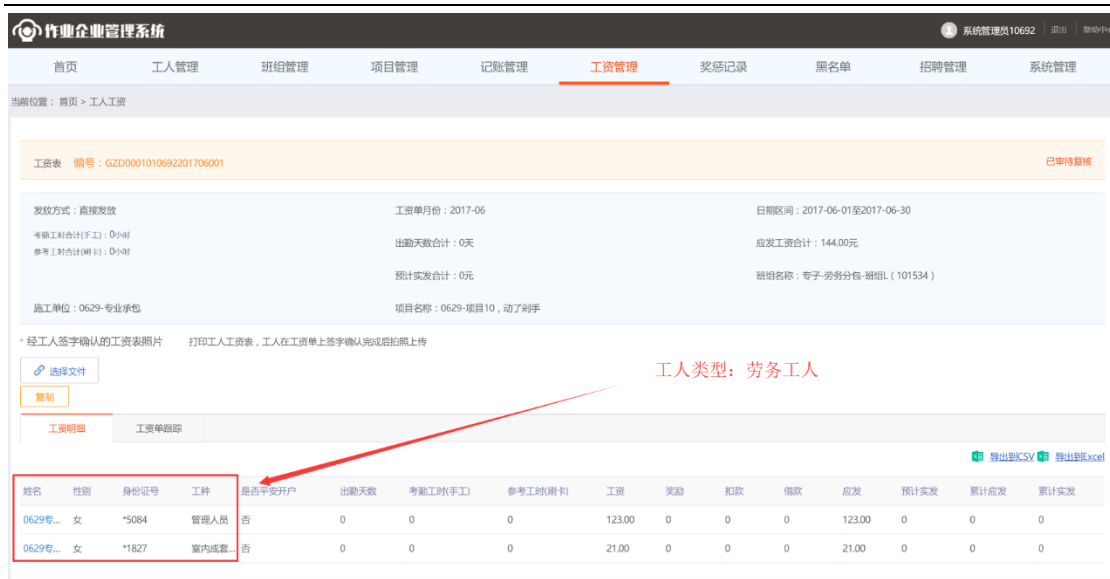 作业企业管理系统
系统管理员10692 退出 帮助中心
首页 工人管理 班组管理 项目管理 记账管理 工资管理 奖惩记录 黑名单 招聘管理 系统管理
当前位置：首页 > 工人工资
工资表 编号：GZD0001010692201706001 已审待复核
发放方式：直接发放 工资单月份：2017-06 日期区间：2017-06-01至2017-06-30
考勤工时合计(手工)：0小时
参考工时合计(刷卡)：0小时
出勤天数合计：0天 应发工资合计：144.00元
预计实发合计：0元 班组名称：专子-劳务分包-班组L（101534）
施工单位：0629-专业承包 项目名称：0629-项目10，动了剁手
* 经工人签字确认的工资表照片 打印工人工资表，工人在工资单上签字确认完成后拍照上传
选择文件
工人类型：劳务工人
复制
工资明细 工资单跟踪
导出到CSV 导出到Excel
姓名 性别 身份证号 工种 是否平安开户 出勤天数 考勤工时(手工) 参考工时(刷卡) 工资 奖励 扣款 借款 应发 预计实发 累计应发 累计实发
0629专... 女 *5084 管理人员 否 0 0 0 123.00 0 0 0 123.00 0 0 0
0629专... 女 *1827 室内成套... 否 0 0 0 21.00 0 0 0 21.00 0 0 0